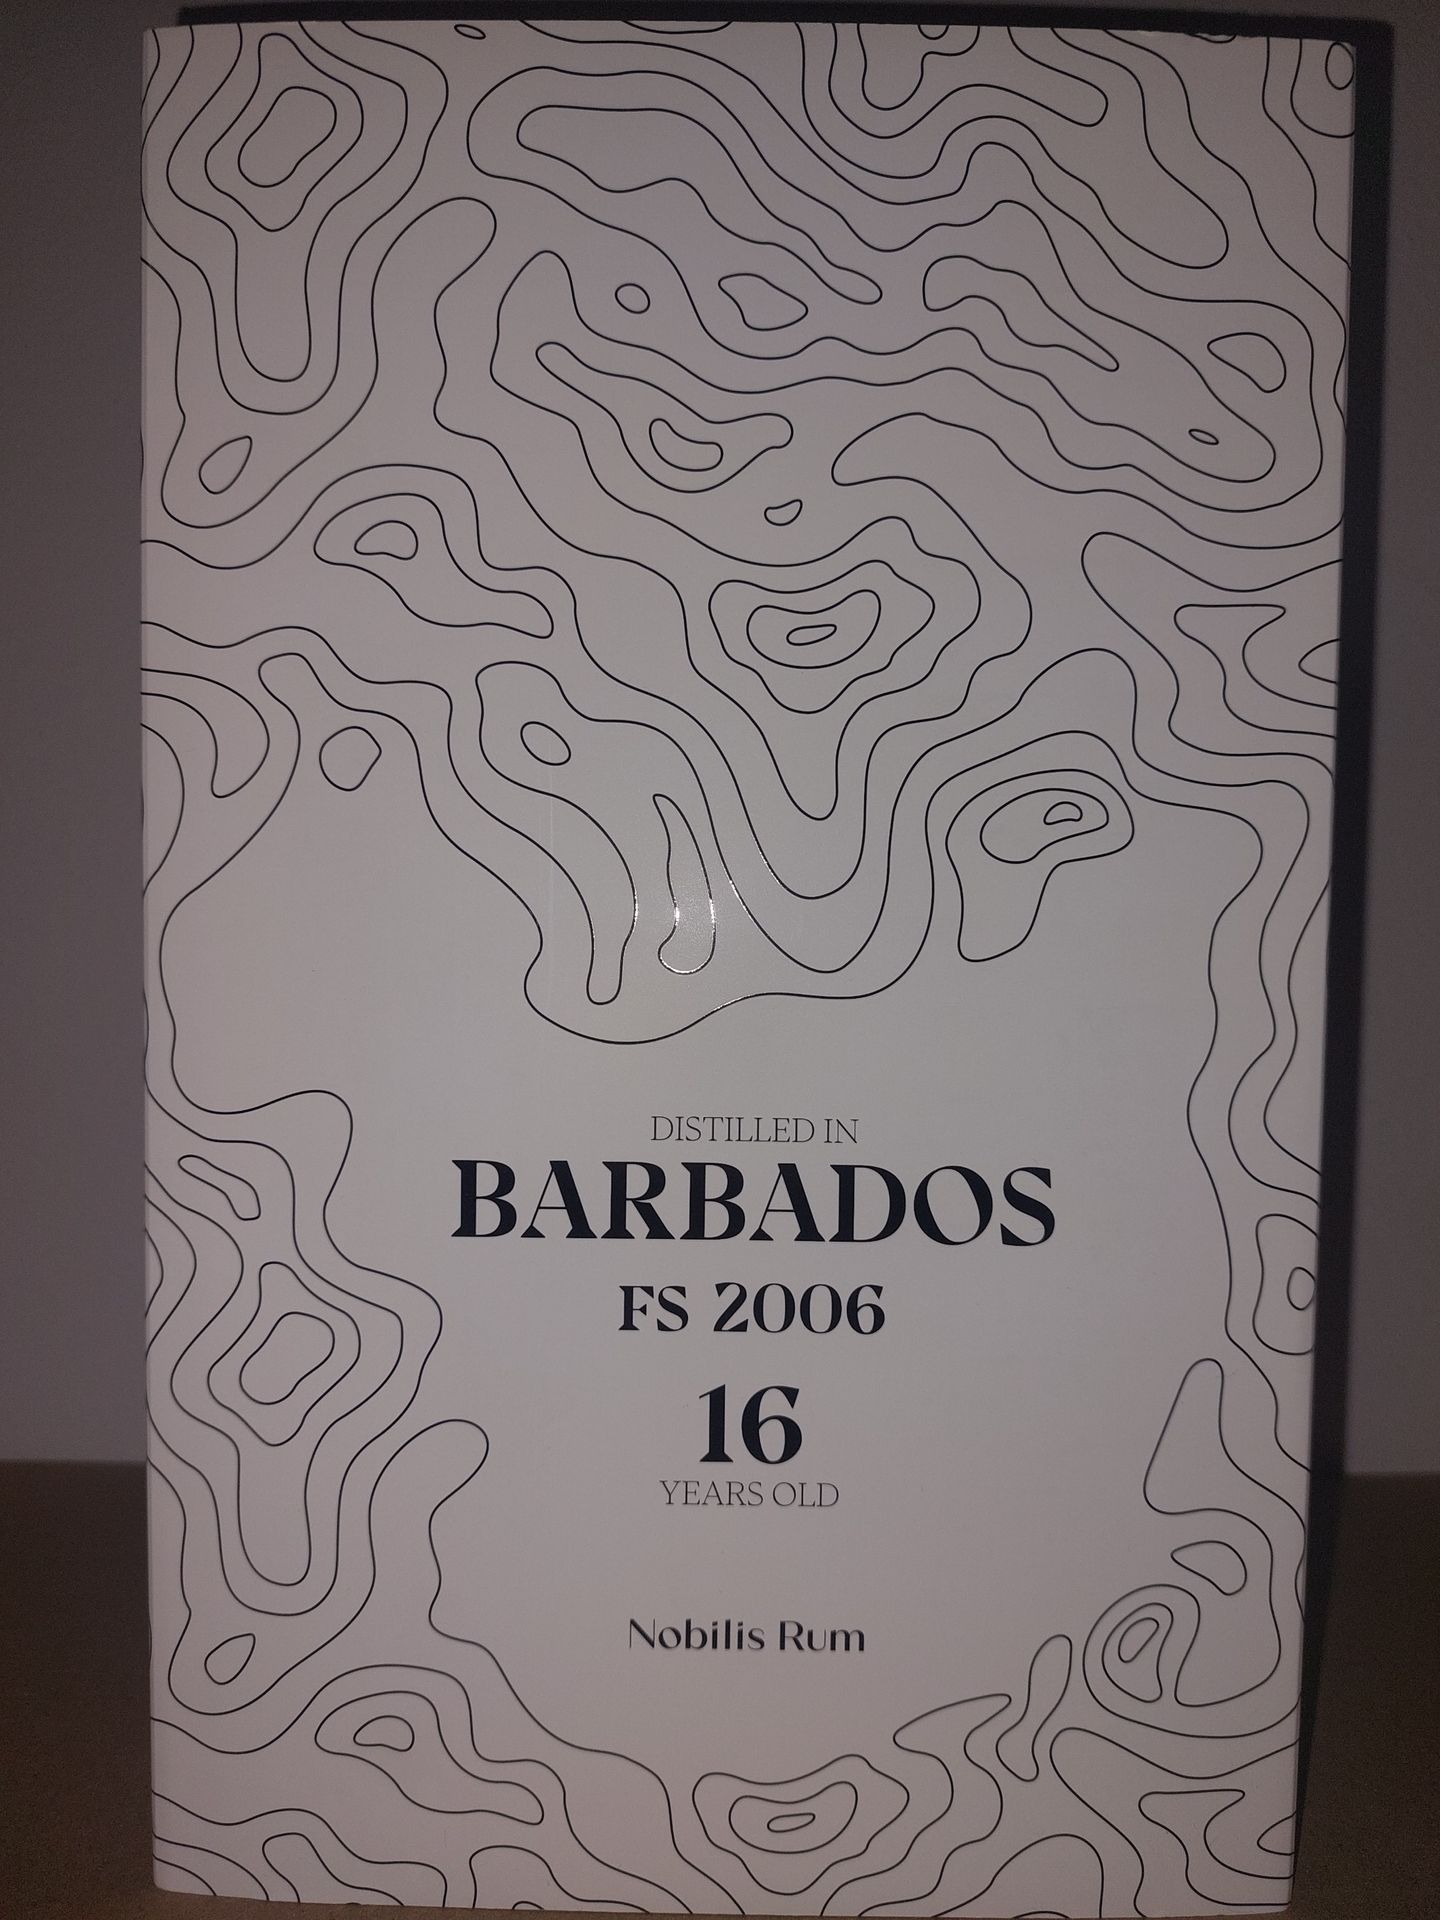 DISTILLED IN
BARBADOS
FS 2006
16
YEARS OLD
Nobilis Rum